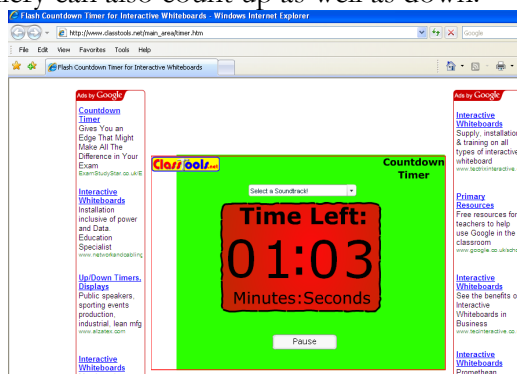 nery can also count up as well as down.
Flash Countdown Timer for Interactive Whiteboards - Windows Internet Explorer
http://www.classtools.net/main_area/timer.htm
Google
File Edit View Favorites Tools Help
Flash Countdown Timer for Interactive Whiteboards
Ads by Google
Countdown
Timer
Gives You an
Edge That Might
Make All The
Difference in Your
Exam
ExamStudyStar.co.uk/E
Interactive
Whiteboards
Installation
inclusive of power
and Data.
Education
Specialist
www.networkandcabling
Up/Down Timers,
Displays
Public speakers,
sporting events
production,
industrial, lean mfg
www.alzatex.com
Interactive
Whiteboards
ClassTools.net
Countdown
Timer
Select a Soundtrack!
Time Left:
01:03
Minutes:Seconds
Pause
Ads by Google
Interactive
Whiteboards
Supply, installation
& training on all
types of interactive
whiteboard
www.techrixinteractive.
Primary
Resources
Free resources for
teachers to help
use Google in the
classroom
www.google.co.uk/scho
Interactive
Whiteboards
See the benefits o
Interactive
Whiteboards in
Business
www.tecinteractive.co
Interactive
Whiteboards
Promethean